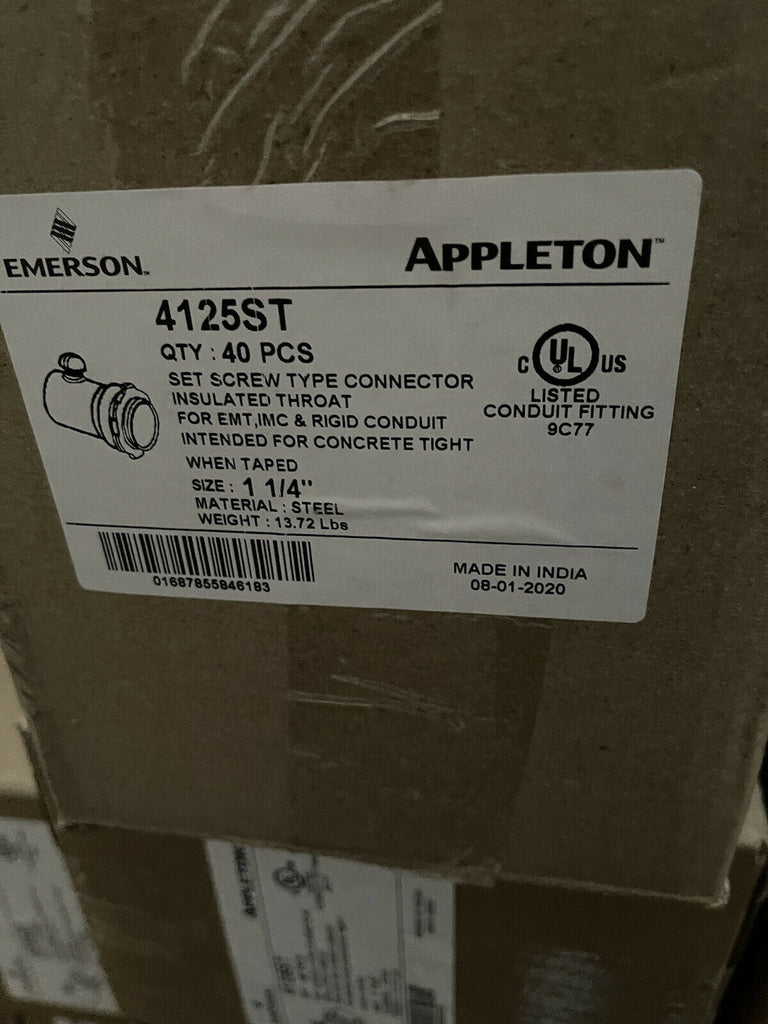 EMERSON™
APPLETON™
4125ST
QTY : 40 PCS
SET SCREW TYPE CONNECTOR
INSULATED THROAT
FOR EMT,IMC & RIGID CONDUIT
INTENDED FOR CONCRETE TIGHT
WHEN TAPED
SIZE : 1 1/4"
MATERIAL : STEEL
WEIGHT : 13.72 Lbs
C UL ® US
LISTED
CONDUIT FITTING
9C77
01687855846183
MADE IN INDIA
08-01-2020
APPLETON